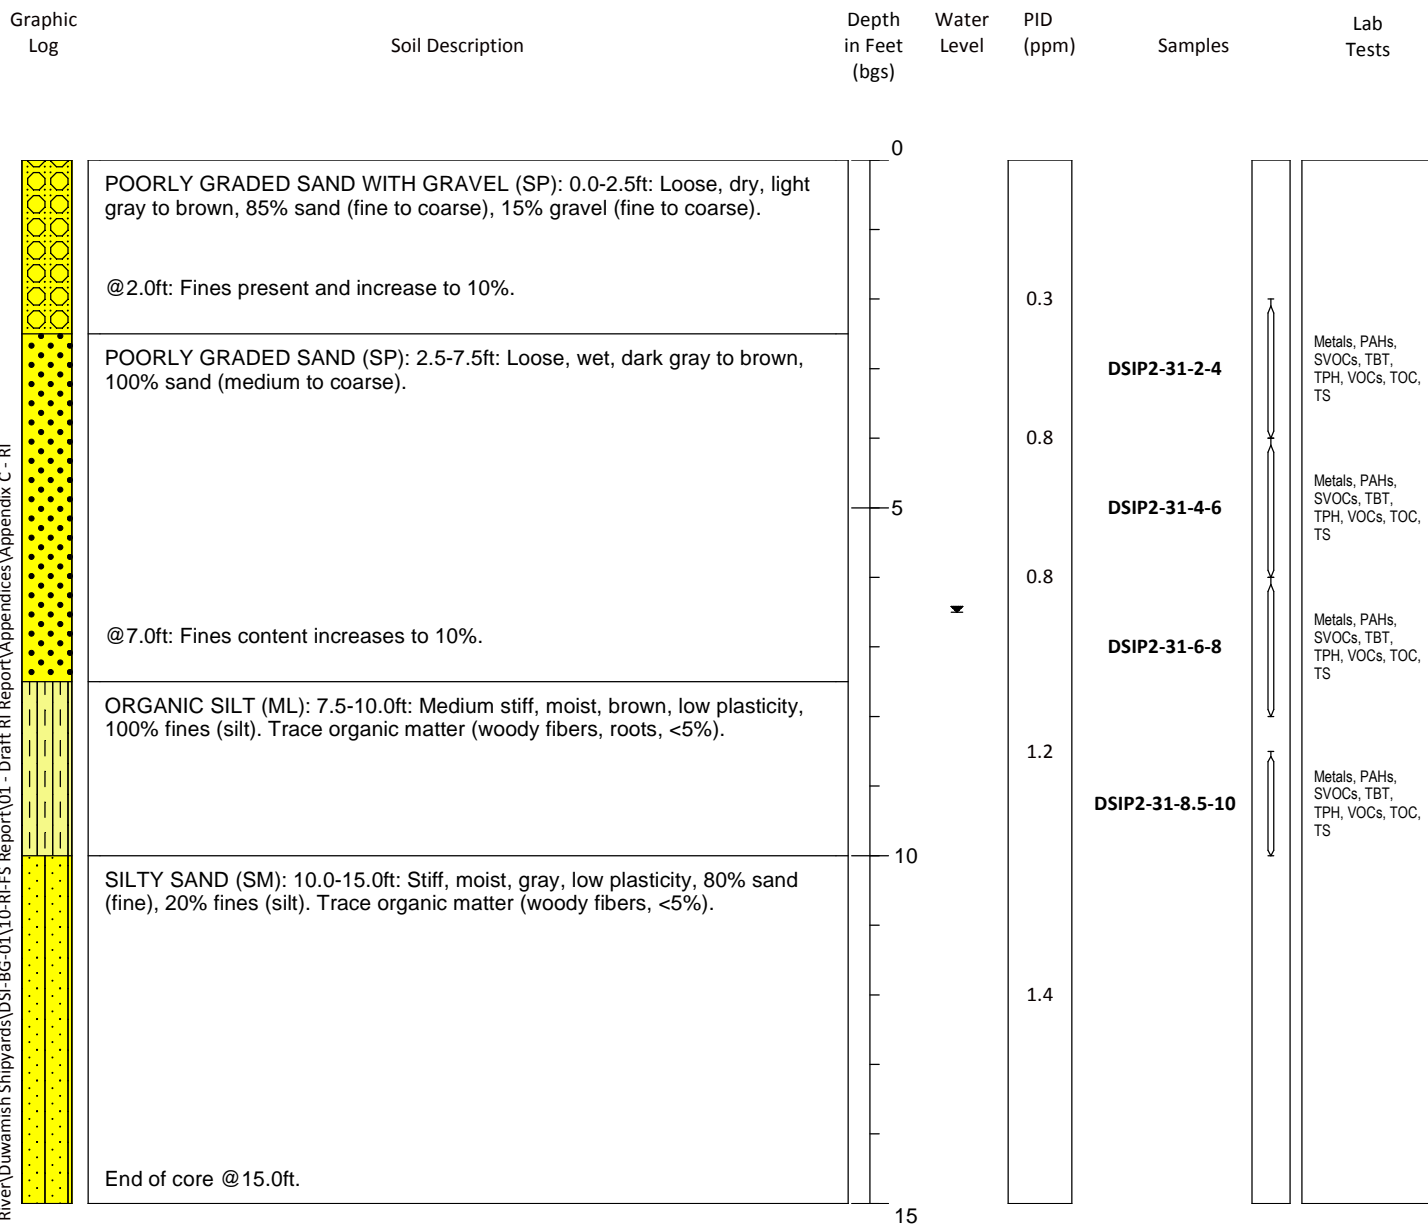 Graphic
Log
Soil Description
Depth
in Feet
(bgs)
Water
Level
PID
(ppm)
Samples
Lab
Tests
0
POORLY GRADED SAND WITH GRAVEL (SP): 0.0-2.5ft: Loose, dry, light
gray to brown, 85% sand (fine to coarse), 15% gravel (fine to coarse).
@2.0ft: Fines present and increase to 10%.
0.3
POORLY GRADED SAND (SP): 2.5-7.5ft: Loose, wet, dark gray to brown,
100% sand (medium to coarse).
DSIP2-31-2-4
Metals, PAHs,
SVOCs, TBT,
TPH, VOCs, TOC,
TS
0.8
5
DSIP2-31-4-6
Metals, PAHs,
SVOCs, TBT,
TPH, VOCs, TOC,
TS
0.8
@7.0ft: Fines content increases to 10%.
DSIP2-31-6-8
Metals, PAHs,
SVOCs, TBT,
TPH, VOCs, TOC,
TS
ORGANIC SILT (ML): 7.5-10.0ft: Medium stiff, moist, brown, low plasticity,
100% fines (silt). Trace organic matter (woody fibers, roots, <5%).
1.2
DSIP2-31-8.5-10
Metals, PAHs,
SVOCs, TBT,
TPH, VOCs, TOC,
TS
10
SILTY SAND (SM): 10.0-15.0ft: Stiff, moist, gray, low plasticity, 80% sand
(fine), 20% fines (silt). Trace organic matter (woody fibers, <5%).
1.4
End of core @15.0ft.
15
River\Duwamish Shipyards\DSI-BG-01\10-RI-FS Report\01 - Draft RI Report\Appendices\Appendix C - RI